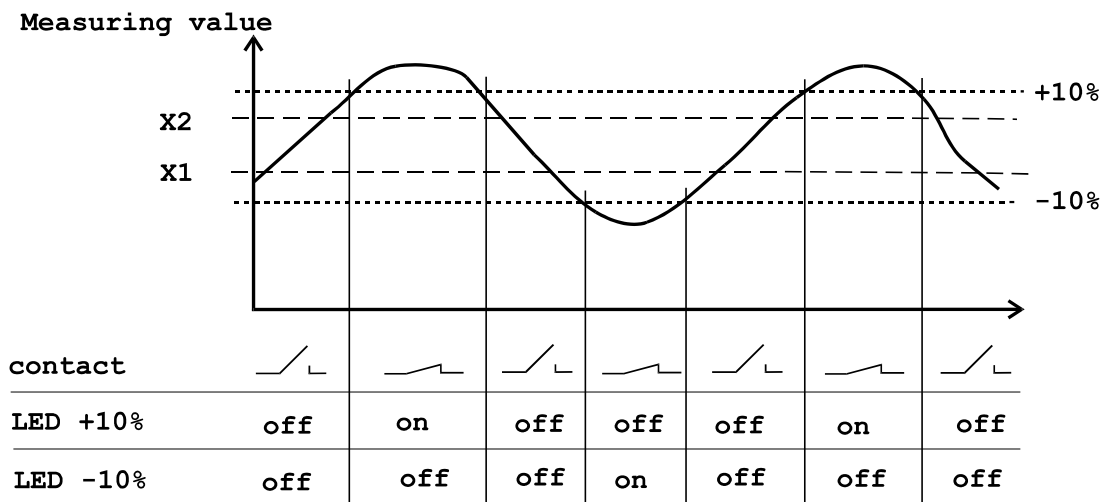 Measuring value
+10%
X2
X1
-10%
contact
LED +10% off on off off off on off
LED -10% off off off on off off off